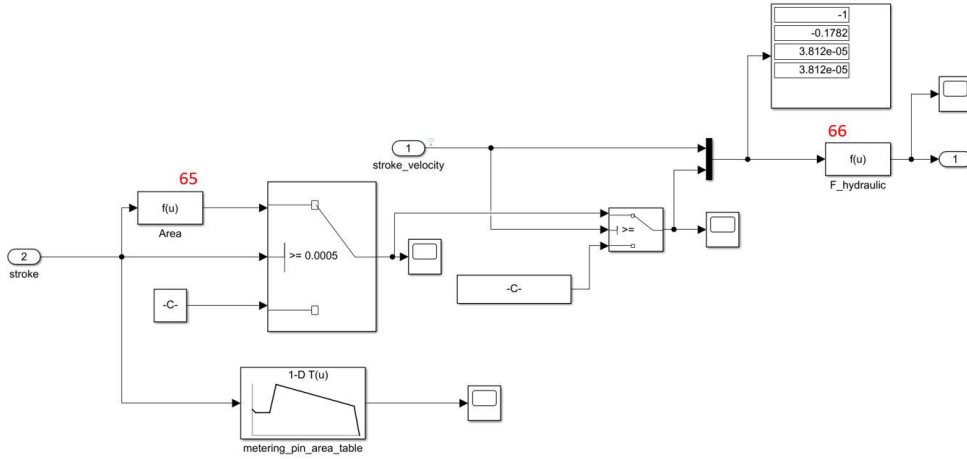 -1
-0.1782
3.812e-05
3.812e-05
66
1
stroke_velocity
f(u)
F_hydraulic
1
65
f(u)
Area
>= 0.0005
>=
2
stroke
-C-
-C-
1-D T(u)
metering_pin_area_table